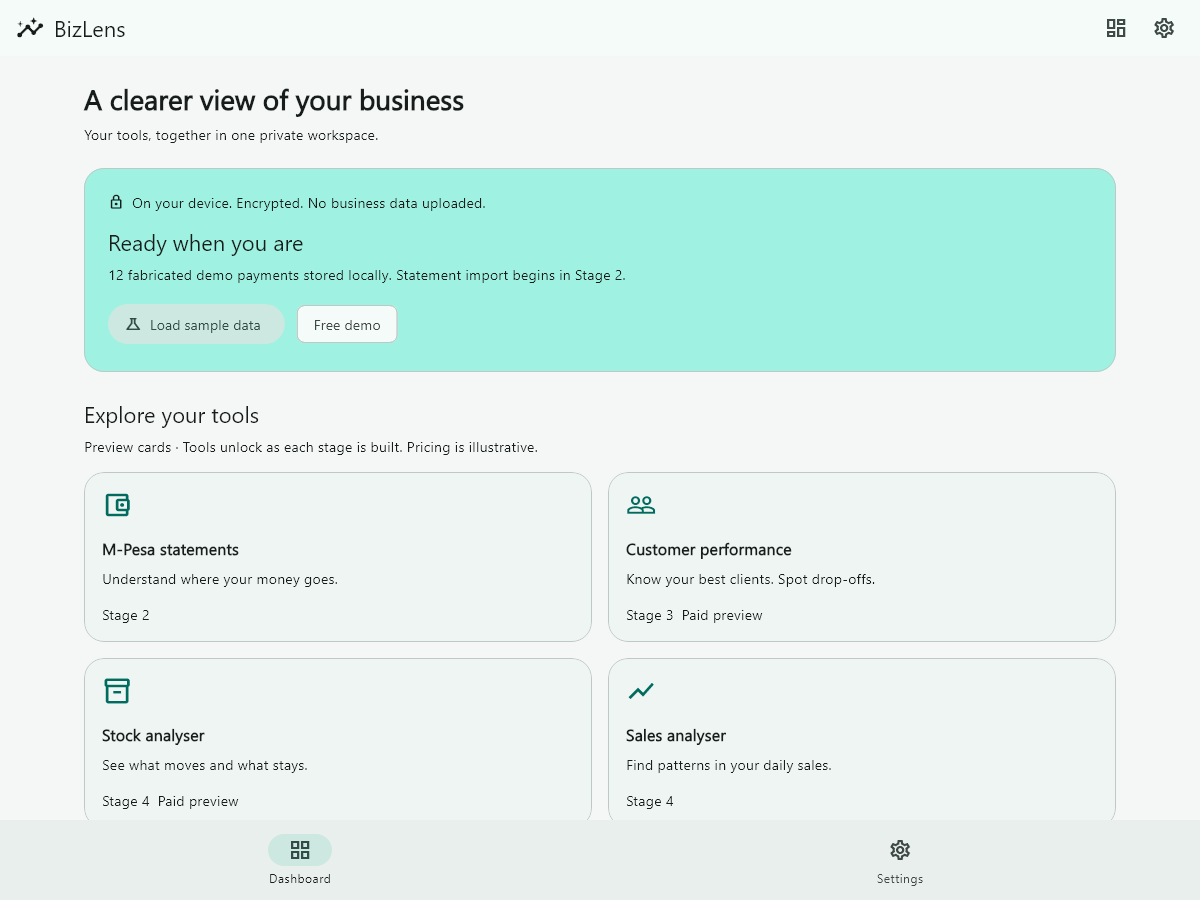 BizLens
A clearer view of your business
Your tools, together in one private workspace.
On your device. Encrypted. No business data uploaded.
Ready when you are
12 fabricated demo payments stored locally. Statement import begins in Stage 2.
Load sample data
Free demo
Explore your tools
Preview cards · Tools unlock as each stage is built. Pricing is illustrative.
M-Pesa statements
Understand where your money goes.
Stage 2
Customer performance
Know your best clients. Spot drop-offs.
Stage 3 Paid preview
Stock analyser
See what moves and what stays.
Stage 4 Paid preview
Sales analyser
Find patterns in your daily sales.
Stage 4
Dashboard
Settings